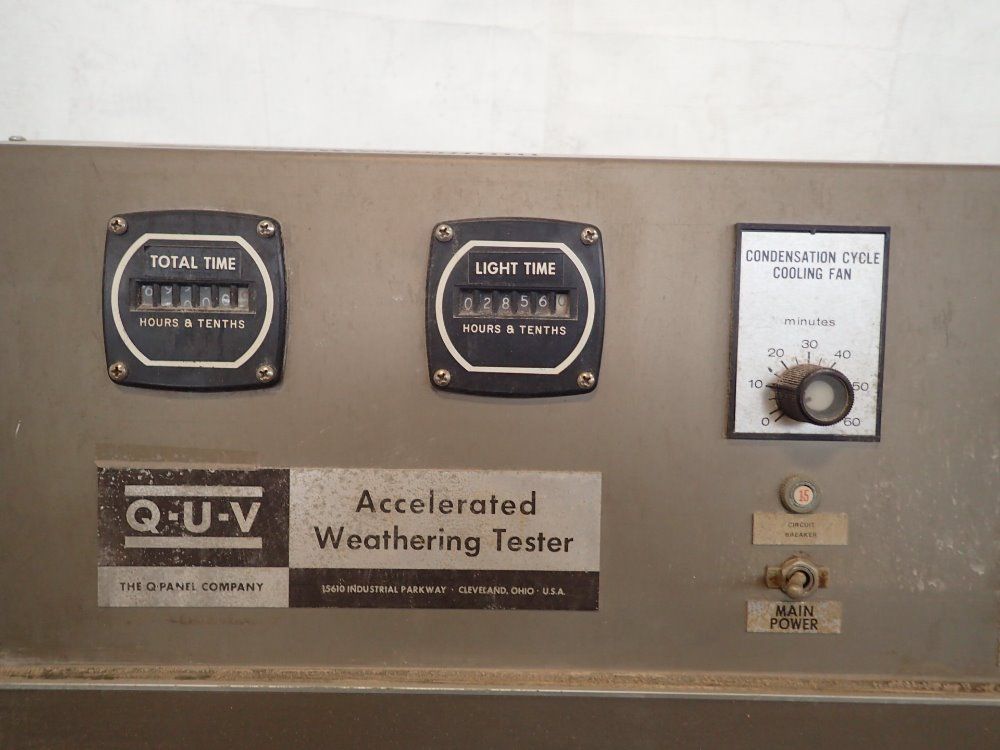 TOTAL TIME
HOURS & TENTHS
LIGHT TIME
028560
HOURS & TENTHS
CONDENSATION CYCLE
COOLING FAN
minutes
0 10 20 30 40 50 60
Q-U-V
THE Q-PANEL COMPANY
Accelerated
Weathering Tester
15610 INDUSTRIAL PARKWAY · CLEVELAND, OHIO · U.S.A.
15
CIRCUIT
BREAKER
MAIN
POWER